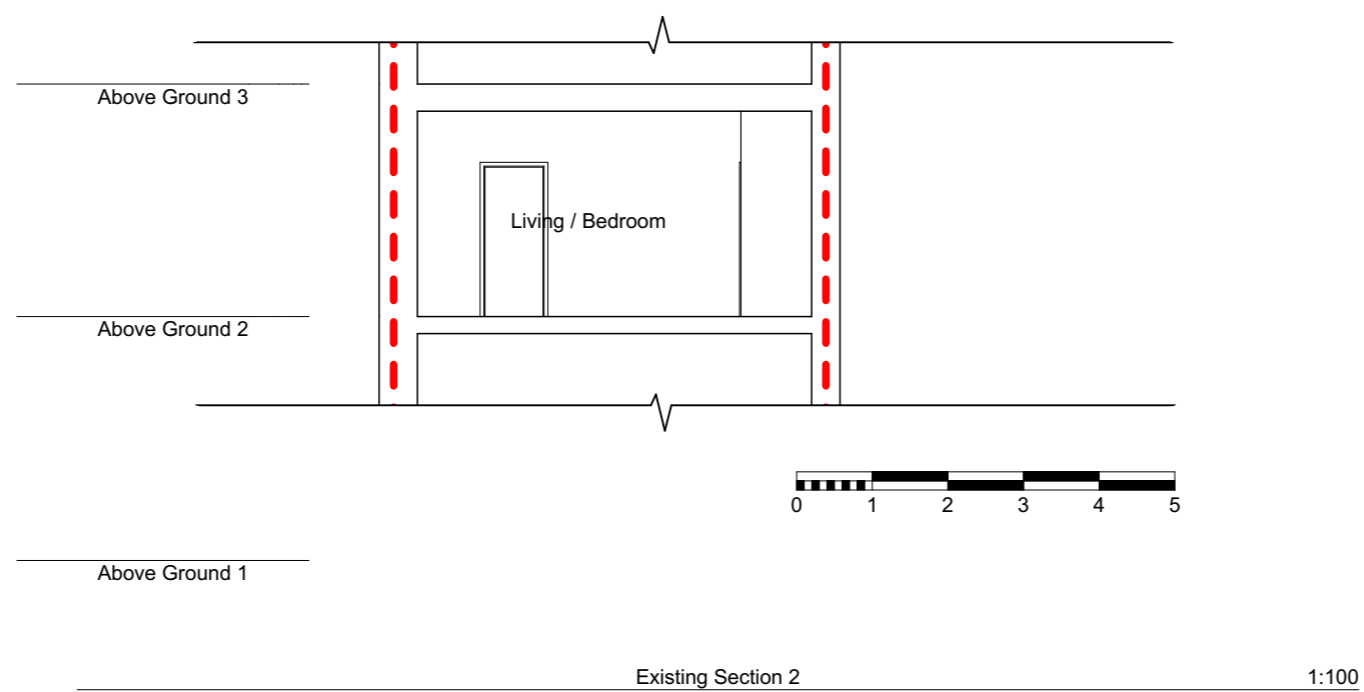 Above Ground 3
Living / Bedroom
Above Ground 2
0 1 2 3 4 5
Above Ground 1
Existing Section 2 1:100